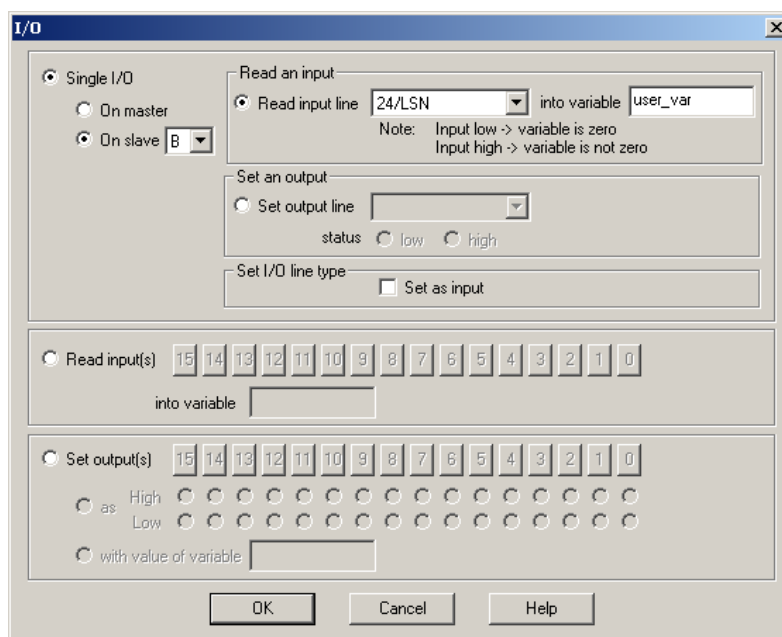 I/O
Single I/O
On master
On slave B
Read an input
Read input line 24/LSN into variable user_var
Note: Input low -> variable is zero
Input high -> variable is not zero
Set an output
Set output line
status low high
Set I/O line type
Set as input
Read input(s) 15 14 13 12 11 10 9 8 7 6 5 4 3 2 1 0
into variable
Set output(s) 15 14 13 12 11 10 9 8 7 6 5 4 3 2 1 0
as High
Low
with value of variable
OK Cancel Help